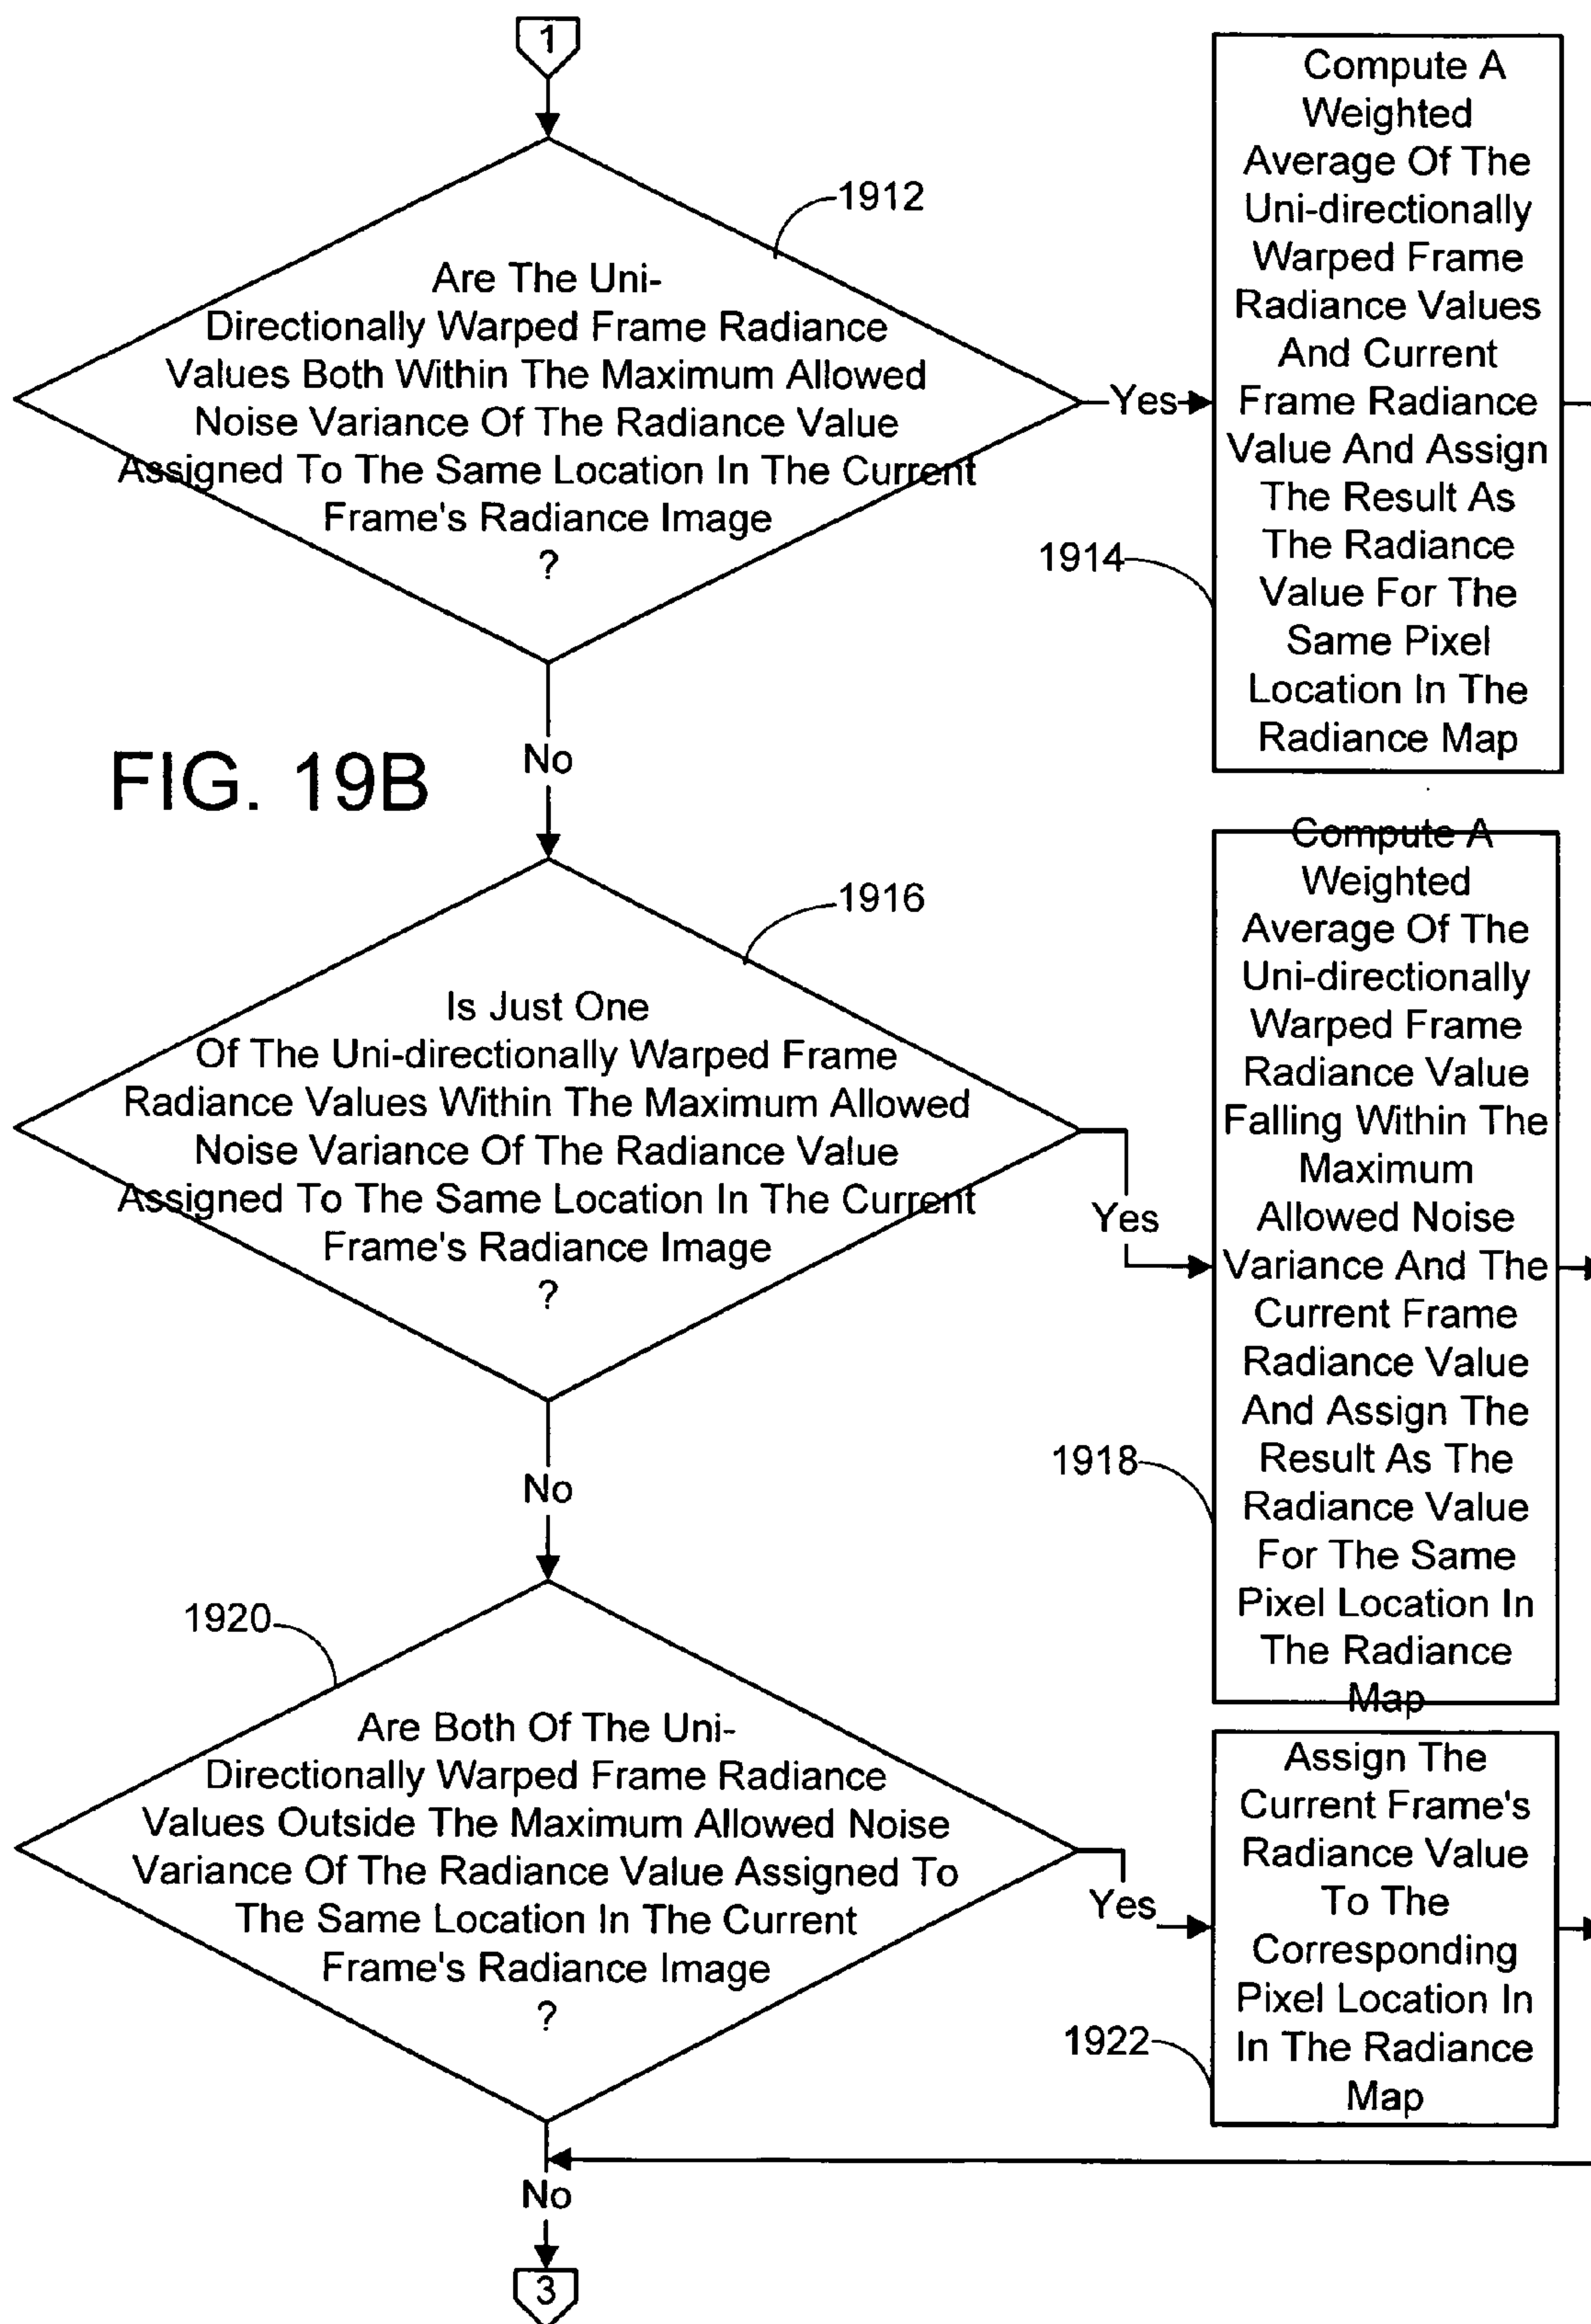 1
1912
Are The Uni-
Directionally Warped Frame Radiance
Values Both Within The Maximum Allowed
Noise Variance Of The Radiance Value
Assigned To The Same Location In The Current
Frame's Radiance Image
?
Yes
Compute A
Weighted
Average Of The
Uni-directionally
Warped Frame
Radiance Values
And Current
Frame Radiance
Value And Assign
The Result As
The Radiance
Value For The
Same Pixel
Location In The
Radiance Map
1914
No
FIG. 19B
1916
Is Just One
Of The Uni-directionally Warped Frame
Radiance Values Within The Maximum Allowed
Noise Variance Of The Radiance Value
Assigned To The Same Location In The Current
Frame's Radiance Image
?
Yes
Compute A
Weighted
Average Of The
Uni-directionally
Warped Frame
Radiance Value
Falling Within The
Maximum
Allowed Noise
Variance And The
Current Frame
Radiance Value
And Assign The
Result As The
Radiance Value
For The Same
Pixel Location In
The Radiance
Map
1918
No
1920
Are Both Of The Uni-
Directionally Warped Frame Radiance
Values Outside The Maximum Allowed Noise
Variance Of The Radiance Value Assigned To
The Same Location In The Current
Frame's Radiance Image
?
Yes
Assign The
Current Frame's
Radiance Value
To The
Corresponding
Pixel Location In
In The Radiance
Map
1922
No
3